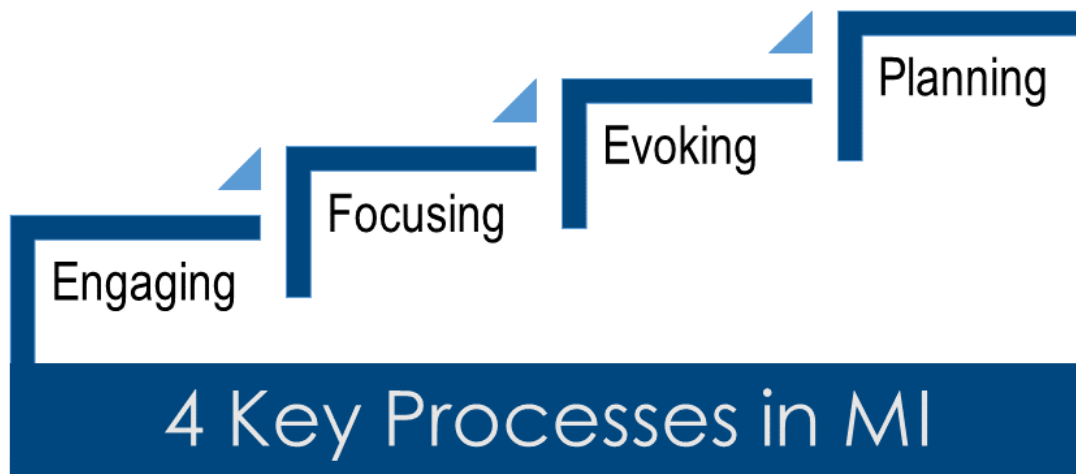 Engaging
Focusing
Evoking
Planning
4 Key Processes in MI